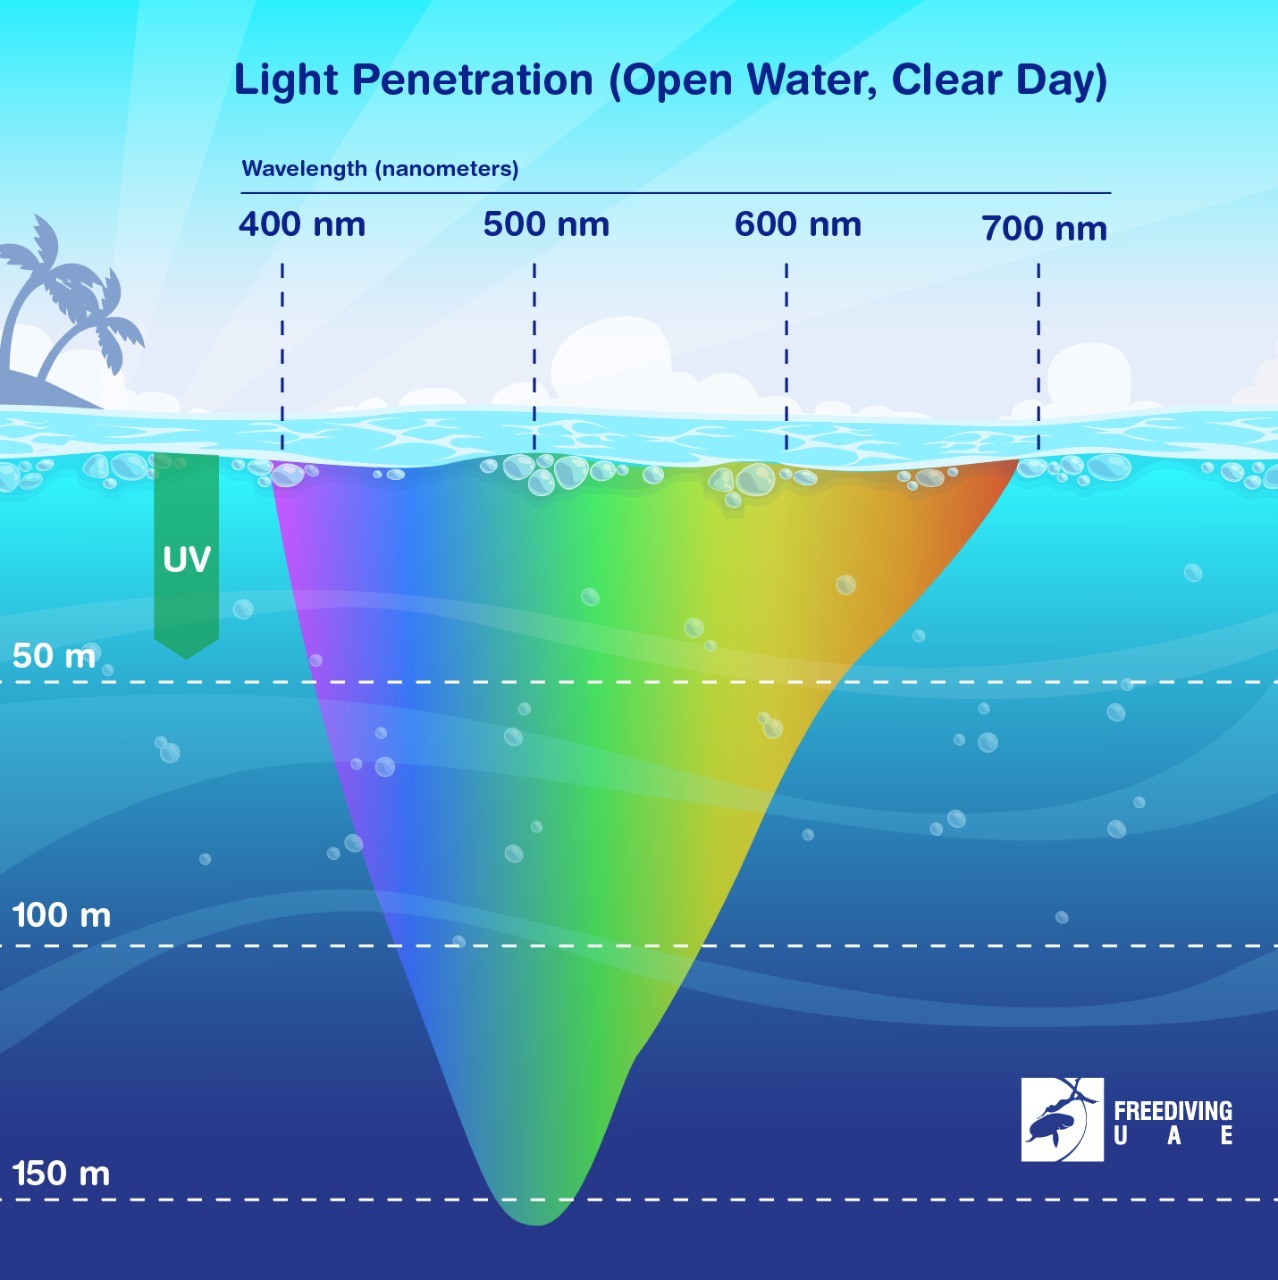 Light Penetration (Open Water, Clear Day)
Wavelength (nanometers)
400 nm 500 nm 600 nm 700 nm
UV
50 m
100 m
FREEDIVING
U A E
150 m